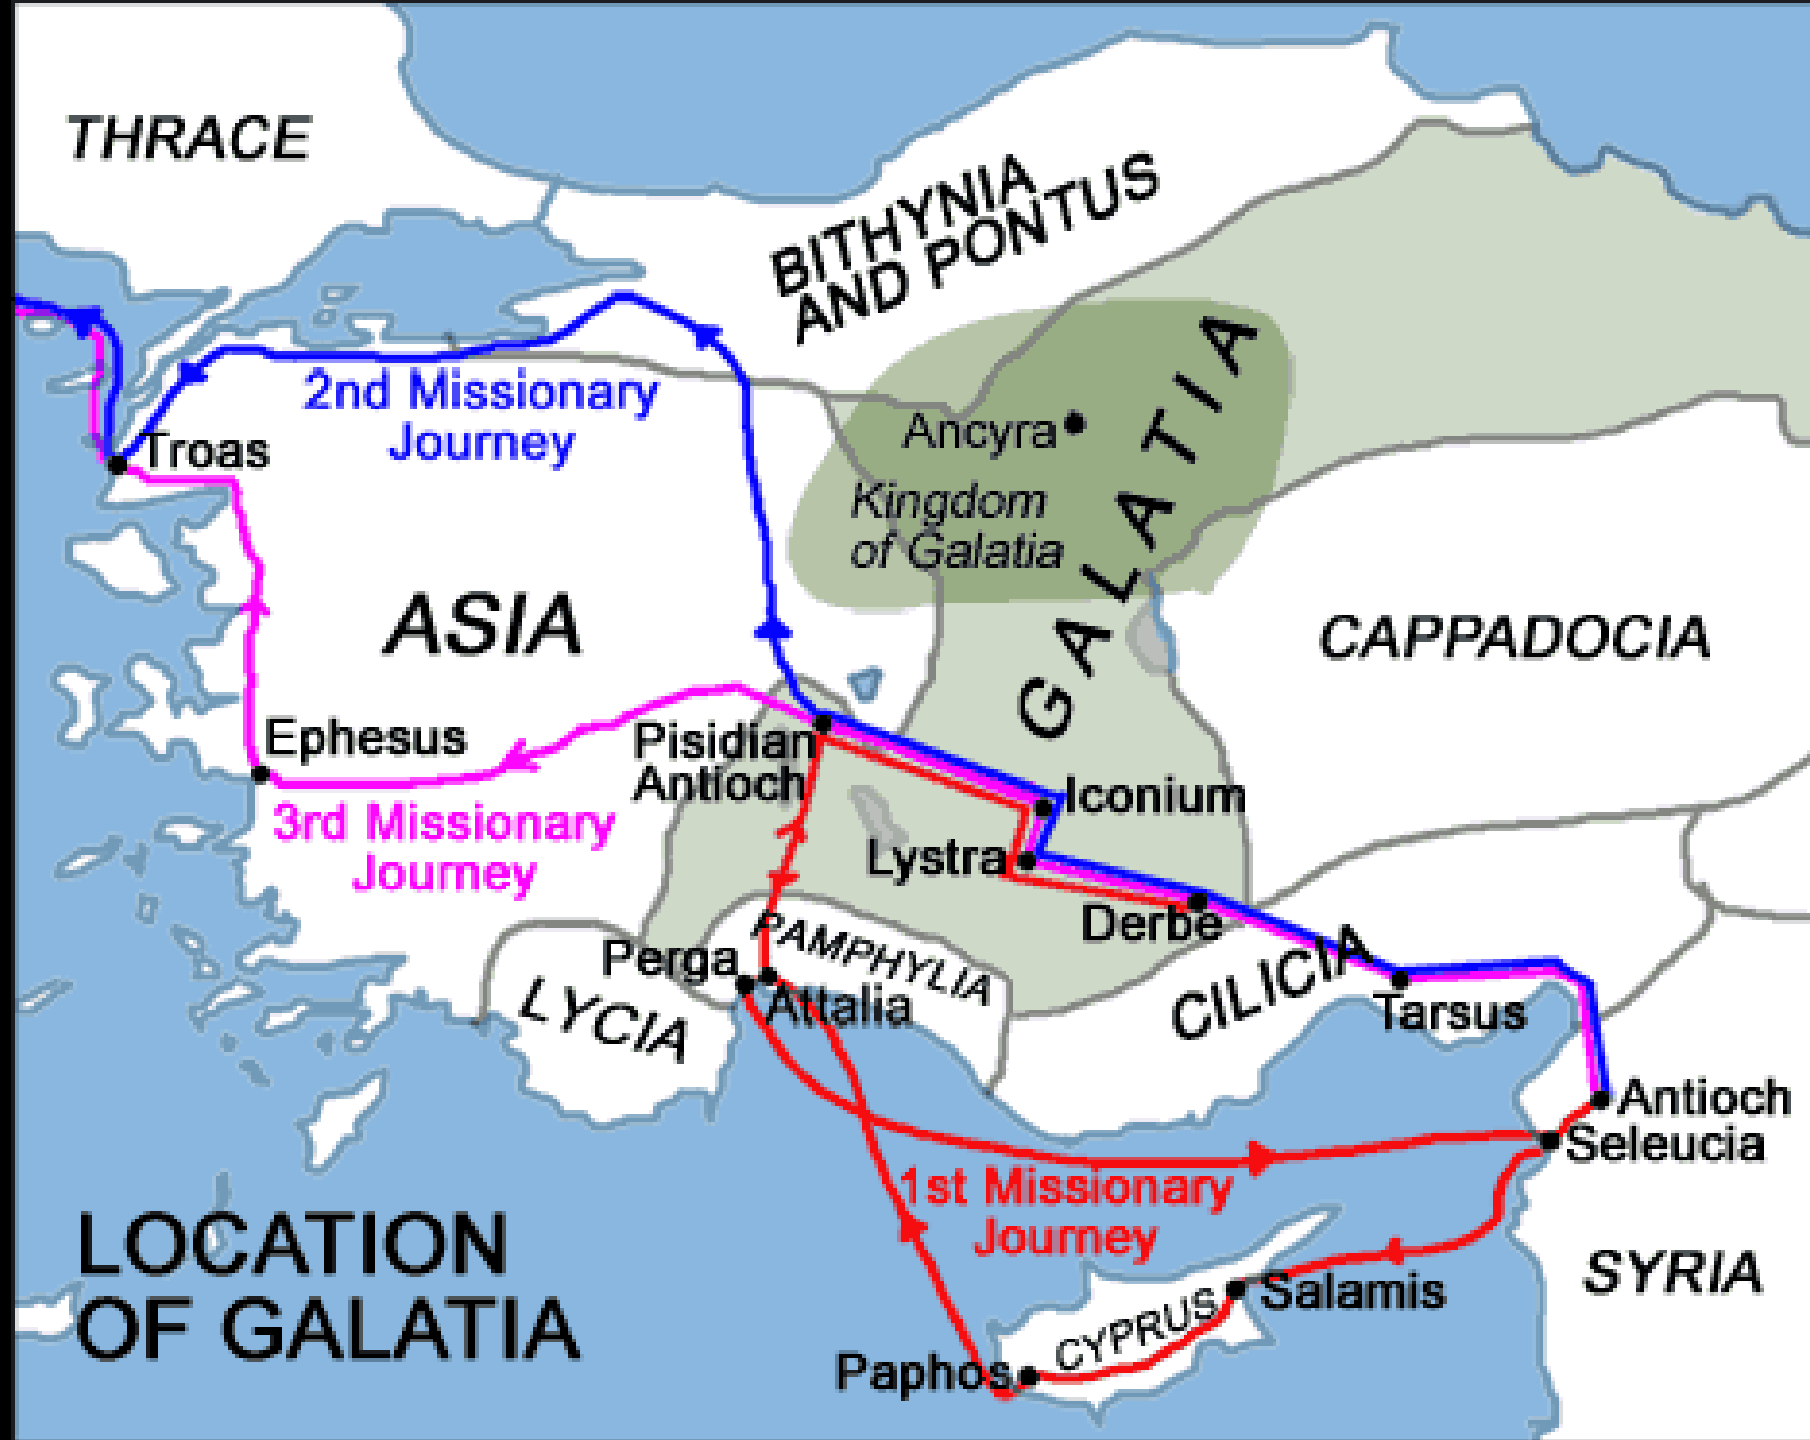 THRACE
BITHYNIA
AND PONTUS
2nd Missionary
Journey
Troas
Ancyra
Kingdom
of Galatia
GALATIA
ASIA
CAPPADOCIA
Ephesus
Pisidian
Antioch
3rd Missionary
Journey
Iconium
Lystra
Derbe
Perga
PAMPHYLIA
Attalia
LYCIA
CILICIA
Tarsus
Antioch
Seleucia
1st Missionary
Journey
LOCATION
OF GALATIA
SYRIA
Salamis
CYPRUS
Paphos